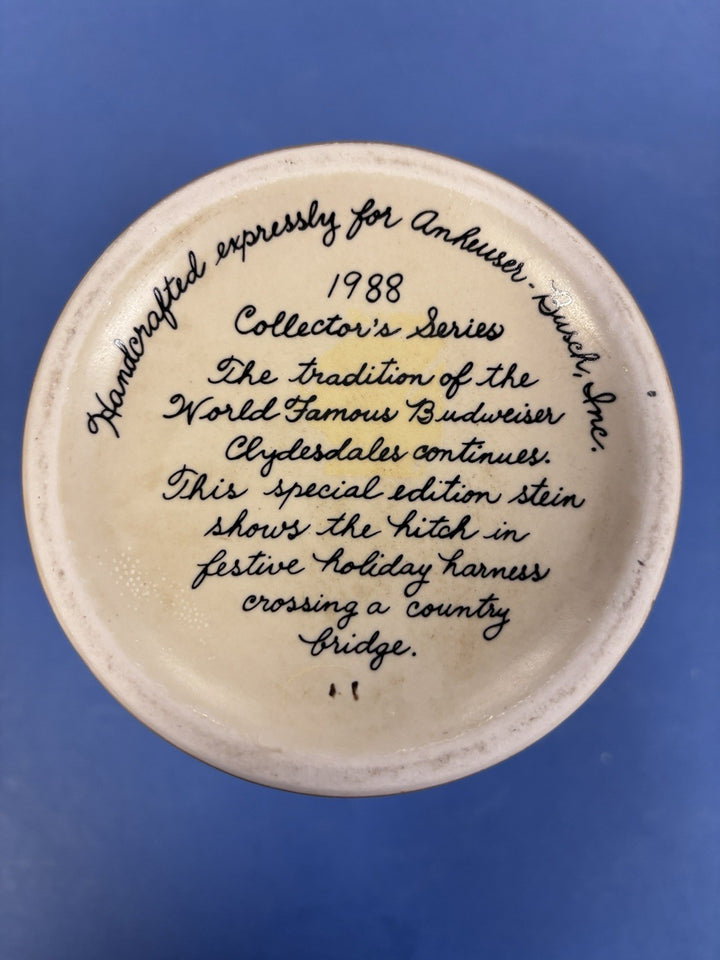 Handcrafted expressly for Anheuser-Busch, Inc.
1988
Collector's Series
The tradition of the
World Famous Budweiser
Clydesdales continues.
This special edition stein
shows the hitch in
festive holiday harness
crossing a country
bridge.